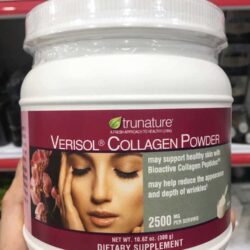 trunature®
A FRESH APPROACH TO HEALTHY LIVING
VERISOL® COLLAGEN POWDER
may support healthy skin with
Bioactive Collagen Peptides™
may help reduce the appearance
and depth of wrinkles†
2500 MG
PER SERVING
NET WT. 10.62 OZ. (300 g)
DIETARY SUPPLEMENT